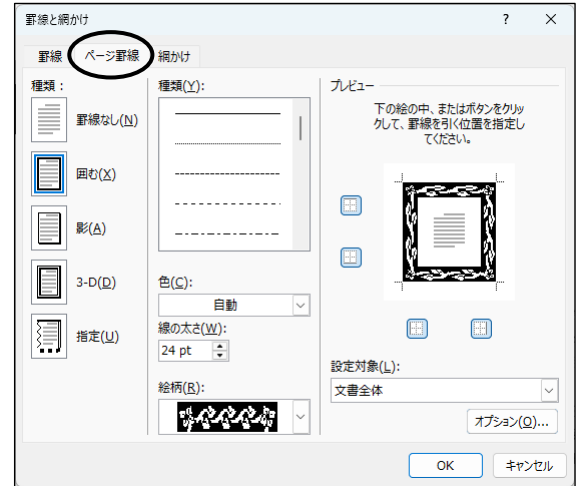 罫線と網かけ
罫線 ページ罫線 網かけ
種類：
罫線なし(N)
囲む(X)
影(A)
3-D(D)
指定(U)
種類(Y):
色(C):
自動
線の太さ(W):
24 pt
絵柄(R):
プレビュー
下の絵の中、またはボタンをクリッ
クして、罫線を引く位置を指定し
てください。
設定対象(L):
文書全体
オプション(O)...
OK キャンセル